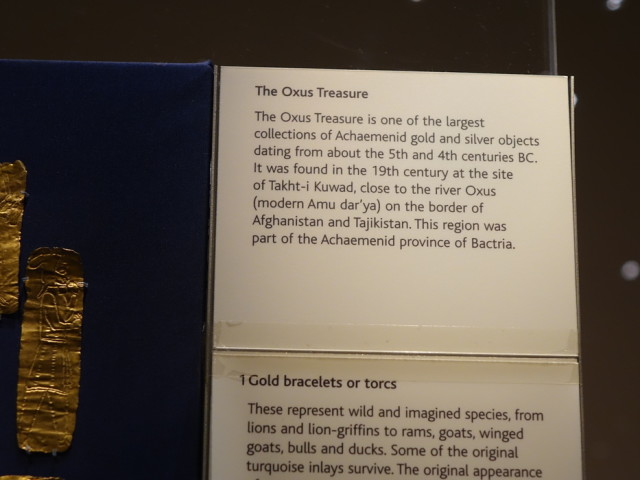 The Oxus Treasure
The Oxus Treasure is one of the largest
collections of Achaemenid gold and silver objects
dating from about the 5th and 4th centuries BC.
It was found in the 19th century at the site
of Takht-i Kuwad, close to the river Oxus
(modern Amu dar'ya) on the border of
Afghanistan and Tajikistan. This region was
part of the Achaemenid province of Bactria.
1 Gold bracelets or torcs
These represent wild and imagined species, from
lions and lion-griffins to rams, goats, winged
goats, bulls and ducks. Some of the original
turquoise inlays survive. The original appearance